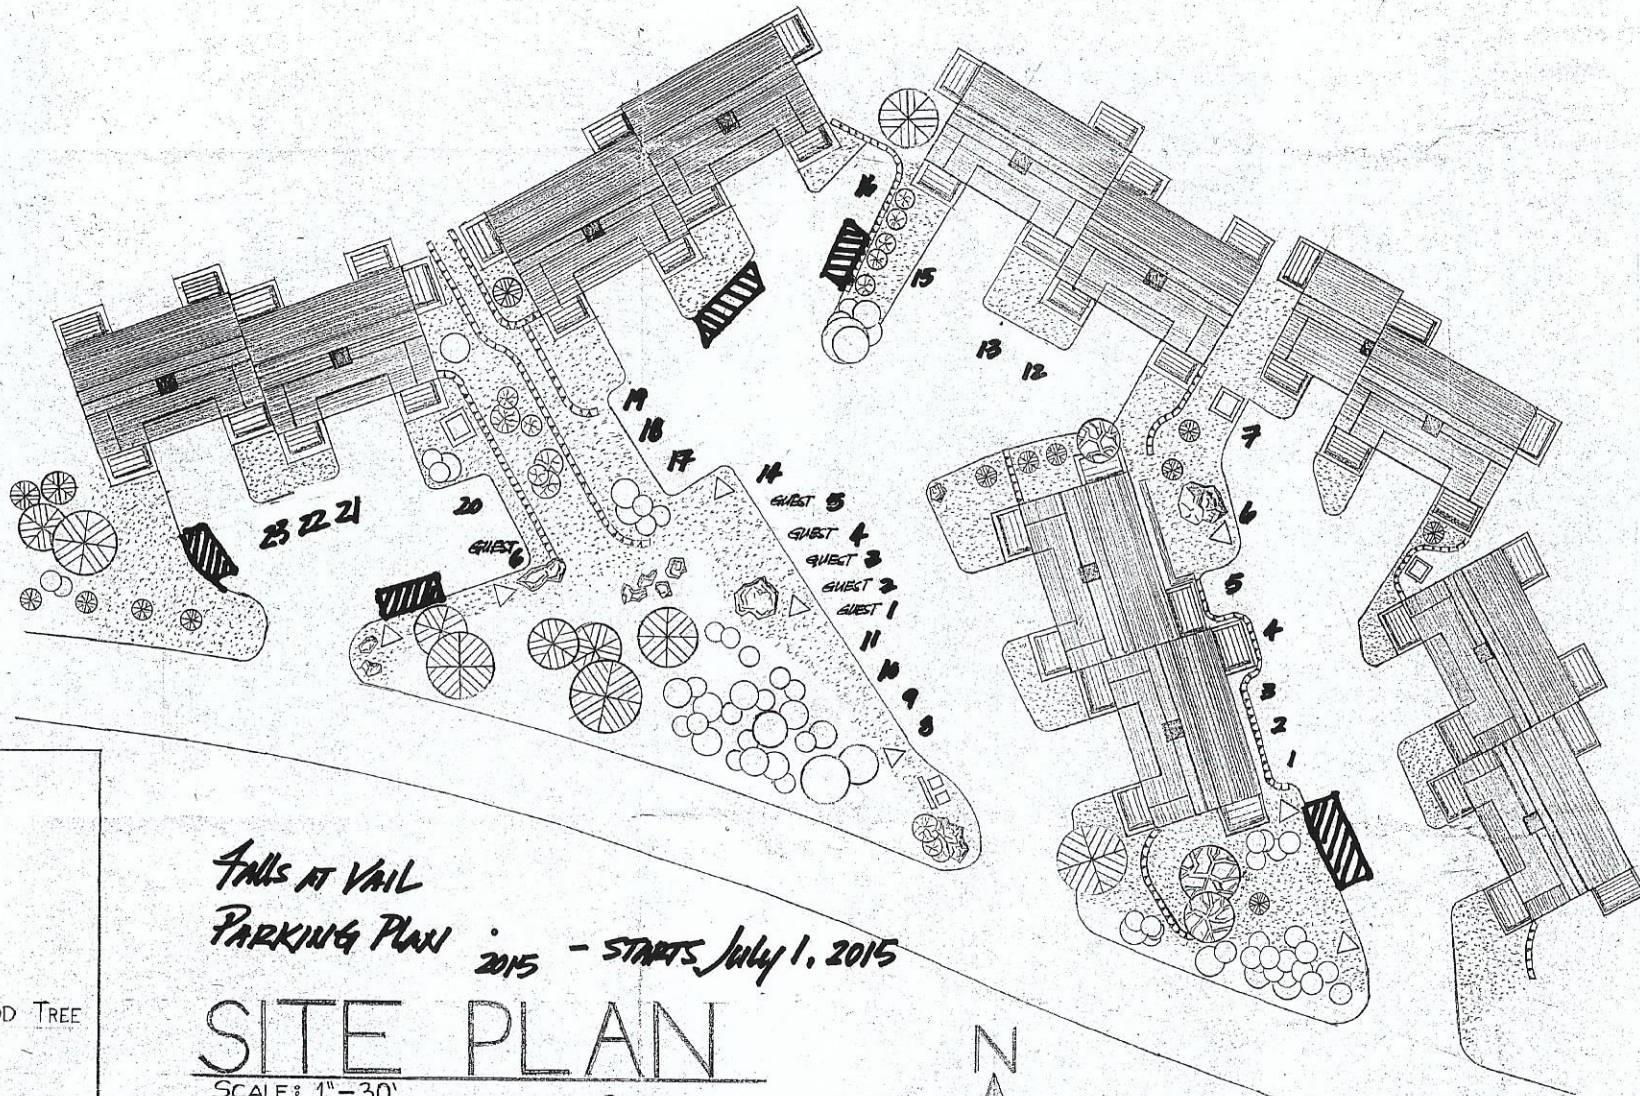 16
15
13
12
19
18
17
14
GUEST 5
GUEST 4
GUEST 3
GUEST 2
GUEST 1
11
10
9
8
7
6
5
4
3
2
1
23 22 21
20
GUEST 6
Falls at Vail
Parking Plan
2015 - STARTS July 1, 2015
D TREE
SITE PLAN
SCALE: 1"=30'
N